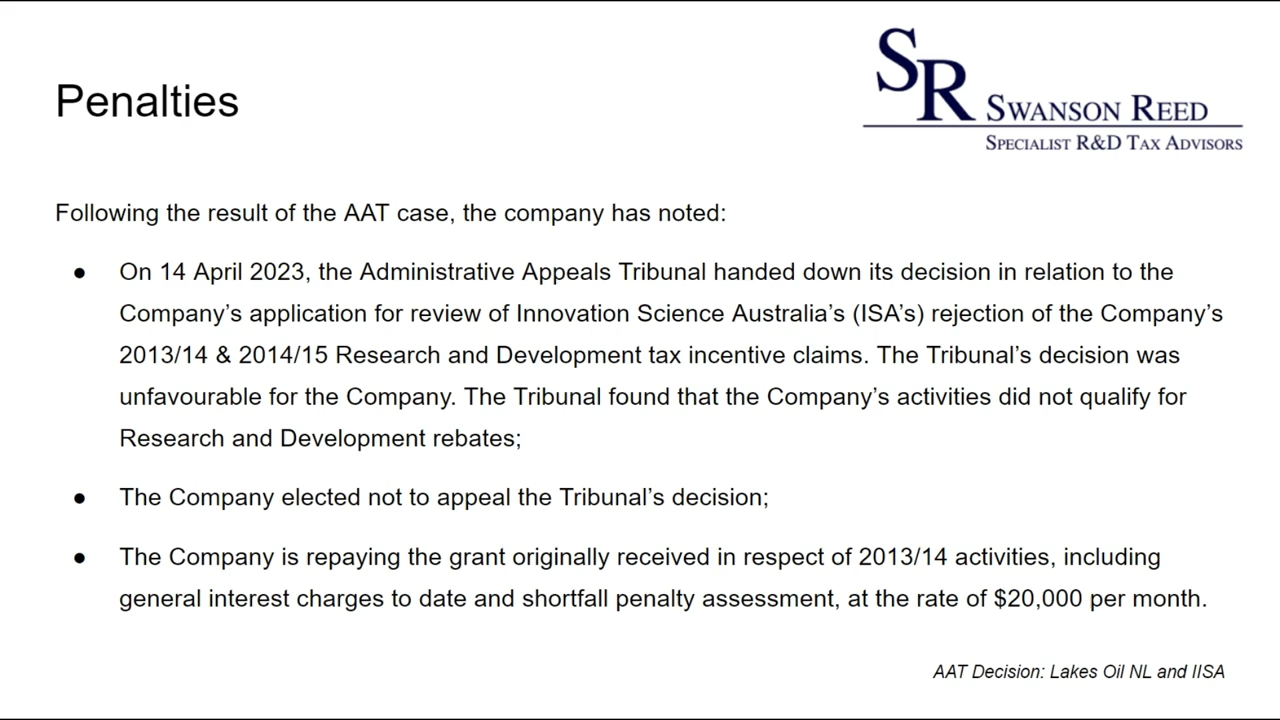 SR SWANSON REED
SPECIALIST R&D TAX ADVISORS
Penalties
Following the result of the AAT case, the company has noted:
● On 14 April 2023, the Administrative Appeals Tribunal handed down its decision in relation to the
Company’s application for review of Innovation Science Australia’s (ISA’s) rejection of the Company’s
2013/14 & 2014/15 Research and Development tax incentive claims. The Tribunal’s decision was
unfavourable for the Company. The Tribunal found that the Company’s activities did not qualify for
Research and Development rebates;
● The Company elected not to appeal the Tribunal’s decision;
● The Company is repaying the grant originally received in respect of 2013/14 activities, including
general interest charges to date and shortfall penalty assessment, at the rate of $20,000 per month.
AAT Decision: Lakes Oil NL and IISA